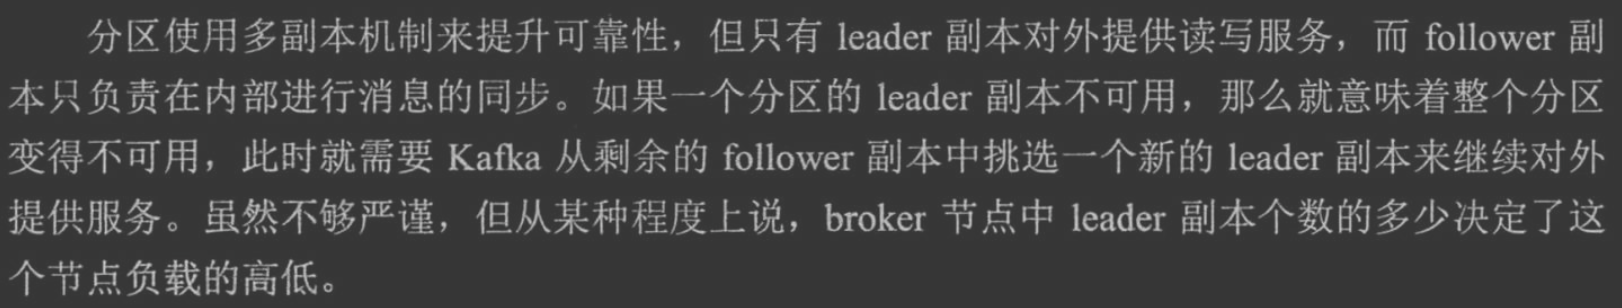 分区使用多副本机制来提升可靠性，但只有 leader 副本对外提供读写服务，而 follower 副
本只负责在内部进行消息的同步。如果一个分区的 leader 副本不可用，那么就意味着整个分区
变得不可用，此时就需要 Kafka 从剩余的 follower 副本中挑选一个新的 leader 副本来继续对外
提供服务。虽然不够严谨，但从某种程度上说，broker 节点中 leader 副本个数的多少决定了这
个节点负载的高低。